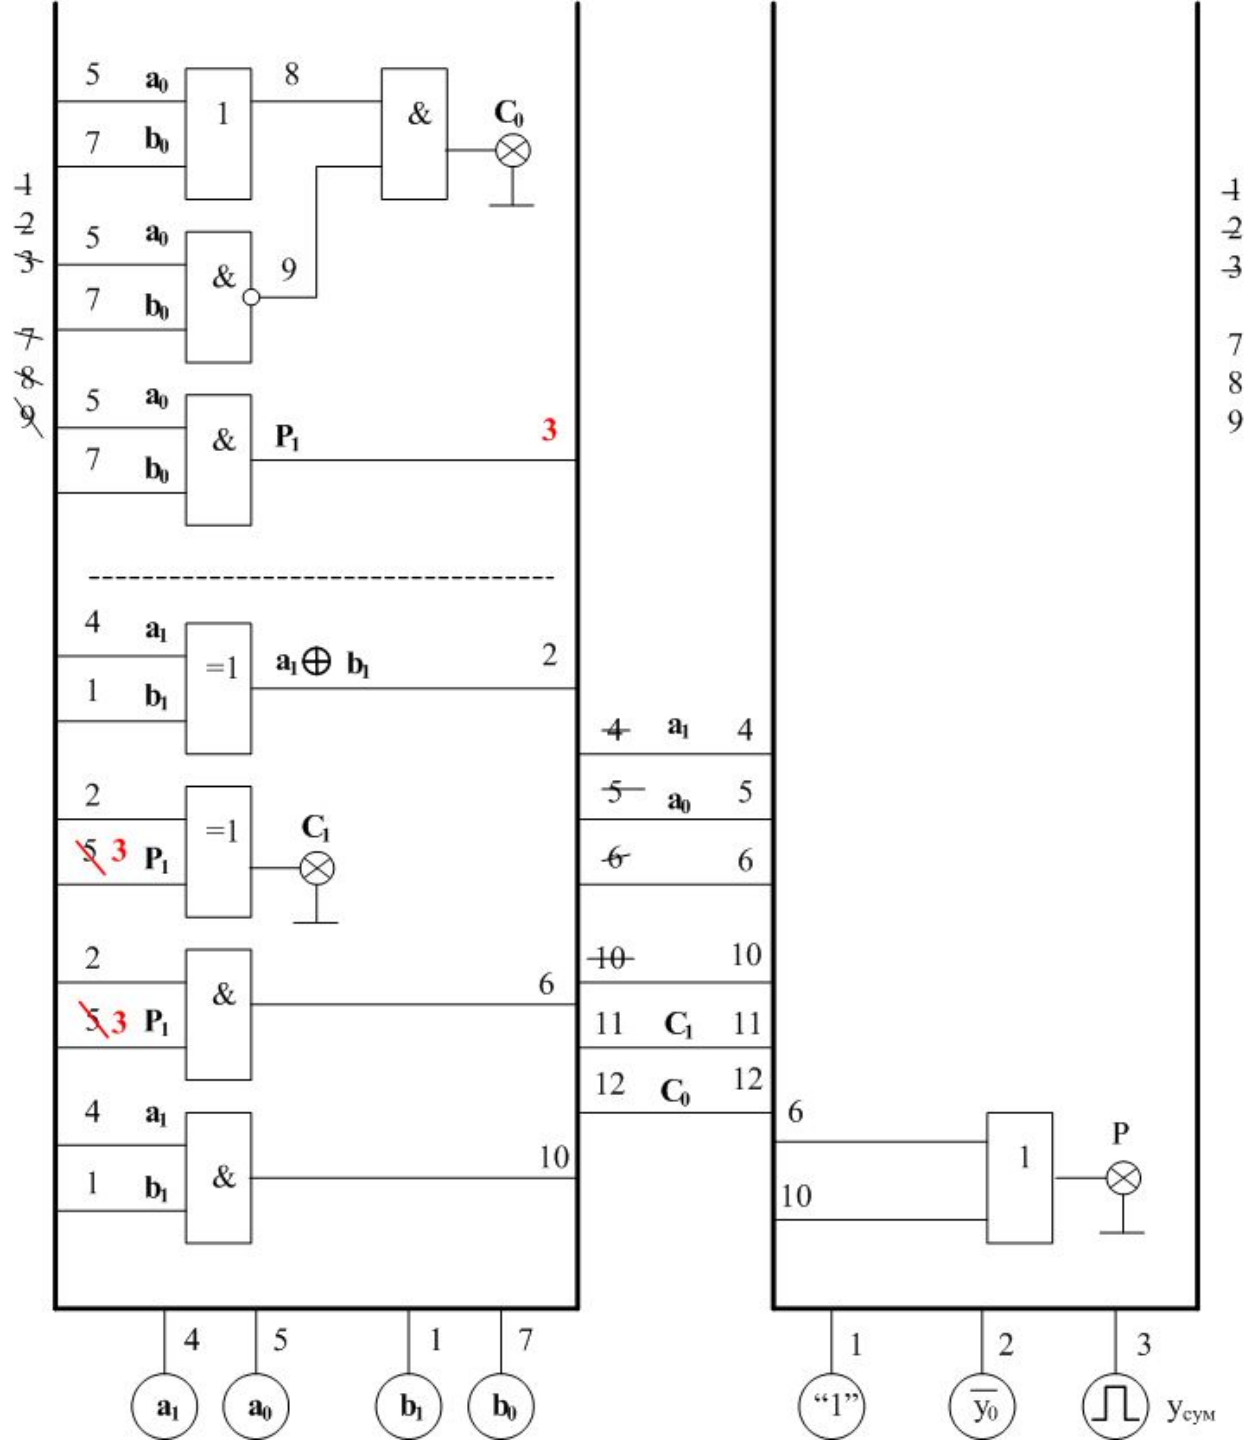 5 a₀ 1 8 & C₀
7 b₀
1
2
3
5 a₀ & 9
7 b₀
7
8
9
5 a₀ & P₁ 3
7 b₀
4 a₁ =1 a₁ ⊕ b₁ 2
1 b₁
2 =1 C₁
5 3 P₁
2 & 6
5 3 P₁
4 a₁ & 10
1 b₁
4 a₁ 4
5 a₀ 5
6 6
10 10
11 C₁ 11
12 C₀ 12
1
2
3
7
8
9
6 1 P
10
4 5 1 7
a₁ a₀ b₁ b₀
1 2 3
“1” y̅₀ yсум